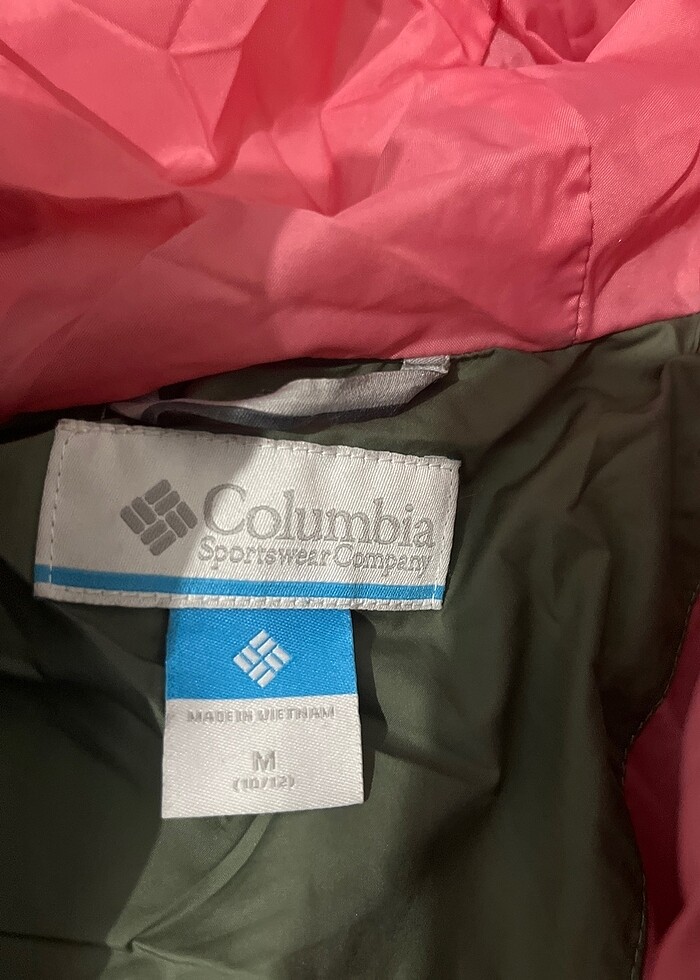 Columbia
Sportswear Company
MADE IN VIETNAM
M
(10/12)